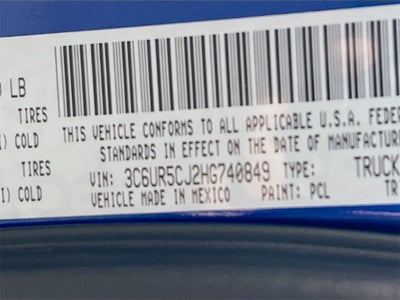 LB
TIRES
COLD
TIRES
COLD
THIS VEHICLE CONFORMS TO ALL APPLICABLE U.S.A. FEDER
STANDARDS IN EFFECT ON THE DATE OF MANUFACTUR
VIN: 3C6UR5CJ2HG740849 TYPE: TRUCK
VEHICLE MADE IN MEXICO PAINT: PCL